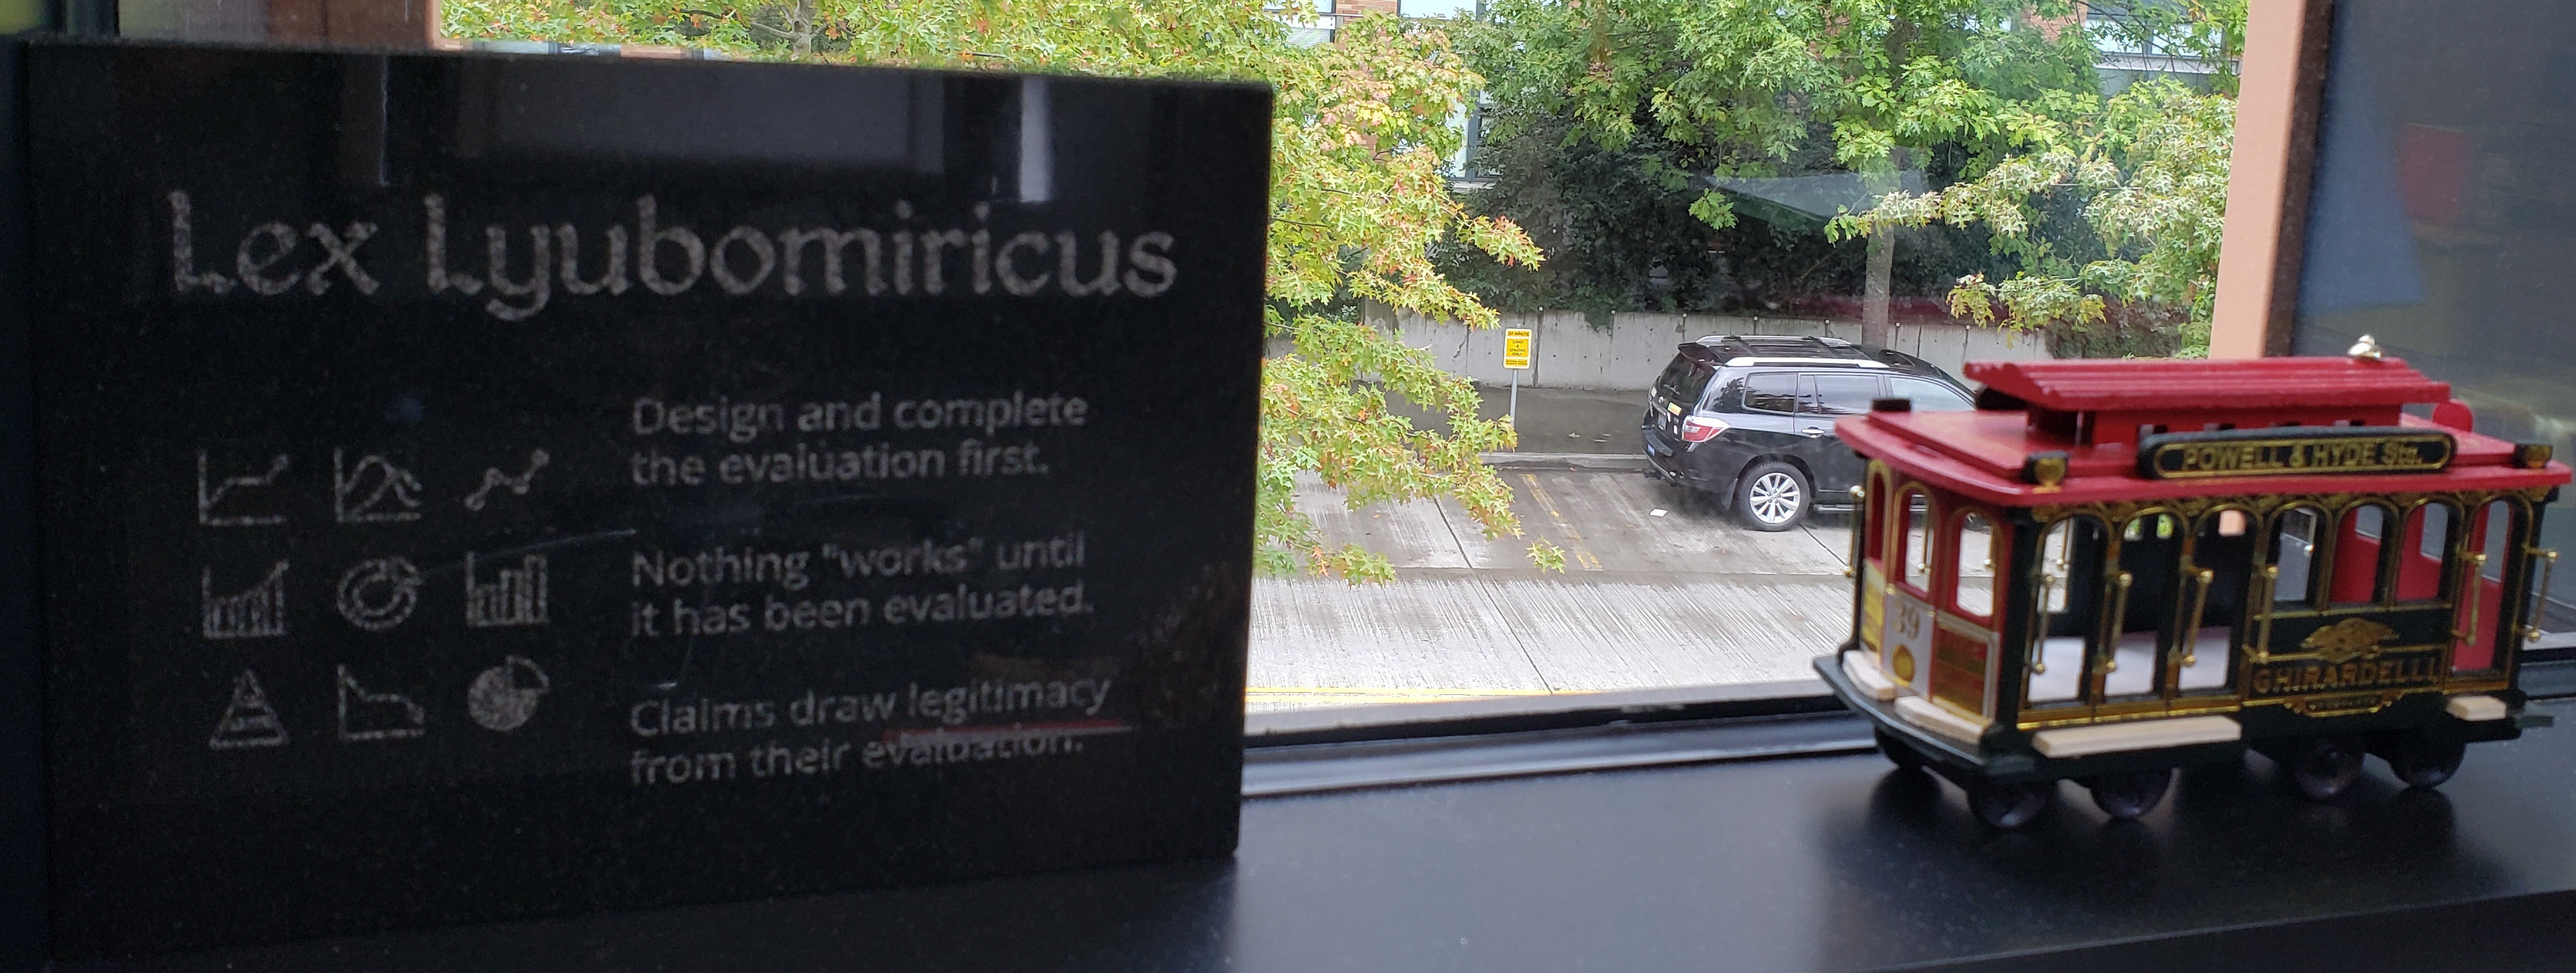 Lex Lyubomiricus
Design and complete
the evaluation first.
Nothing "works" until
it has been evaluated.
Claims draw legitimacy
from their evaluation.
POWELL & HYDE Sts.
39
GHIRARDELLI